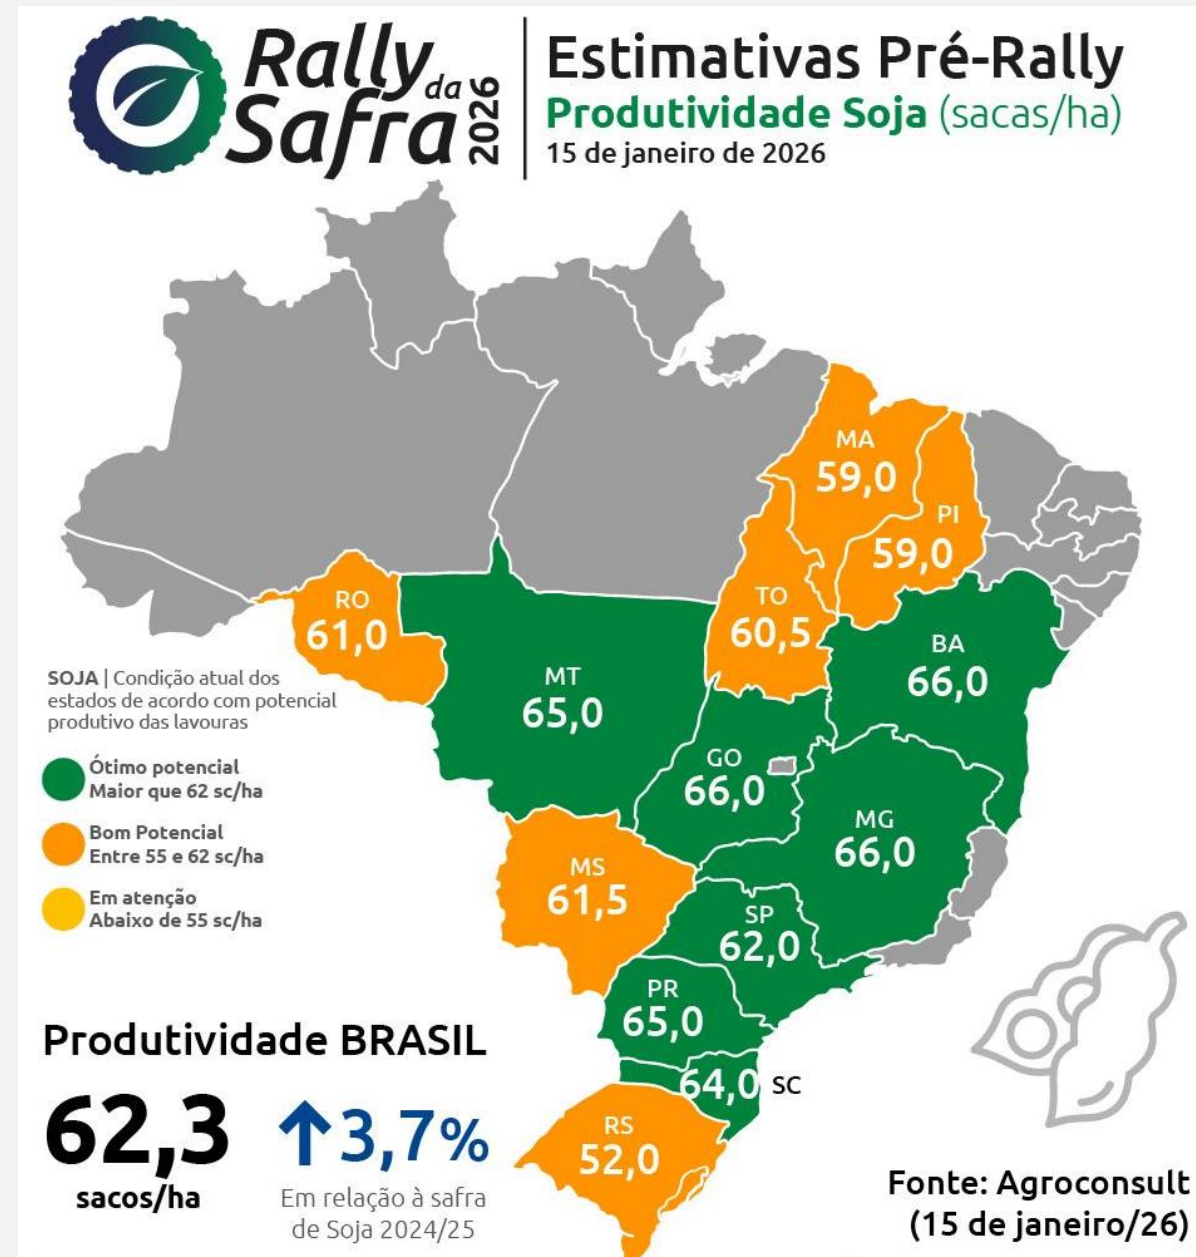 Rally da
Safra
2026
Estimativas Pré-Rally
Produtividade Soja (sacas/ha)
15 de janeiro de 2026
MA
59,0
PI
59,0
RO
61,0
TO
60,5
BA
66,0
MT
65,0
SOJA | Condição atual dos
estados de acordo com potencial
produtivo das lavouras
Ótimo potencial
Maior que 62 sc/ha
Bom Potencial
Entre 55 e 62 sc/ha
Em atenção
Abaixo de 55 sc/ha
GO
66,0
MG
66,0
MS
61,5
SP
62,0
PR
65,0
64,0 SC
RS
52,0
Produtividade BRASIL
62,3
sacos/ha
3,7%
Em relação à safra
de Soja 2024/25
Fonte: Agroconsult
(15 de janeiro/26)